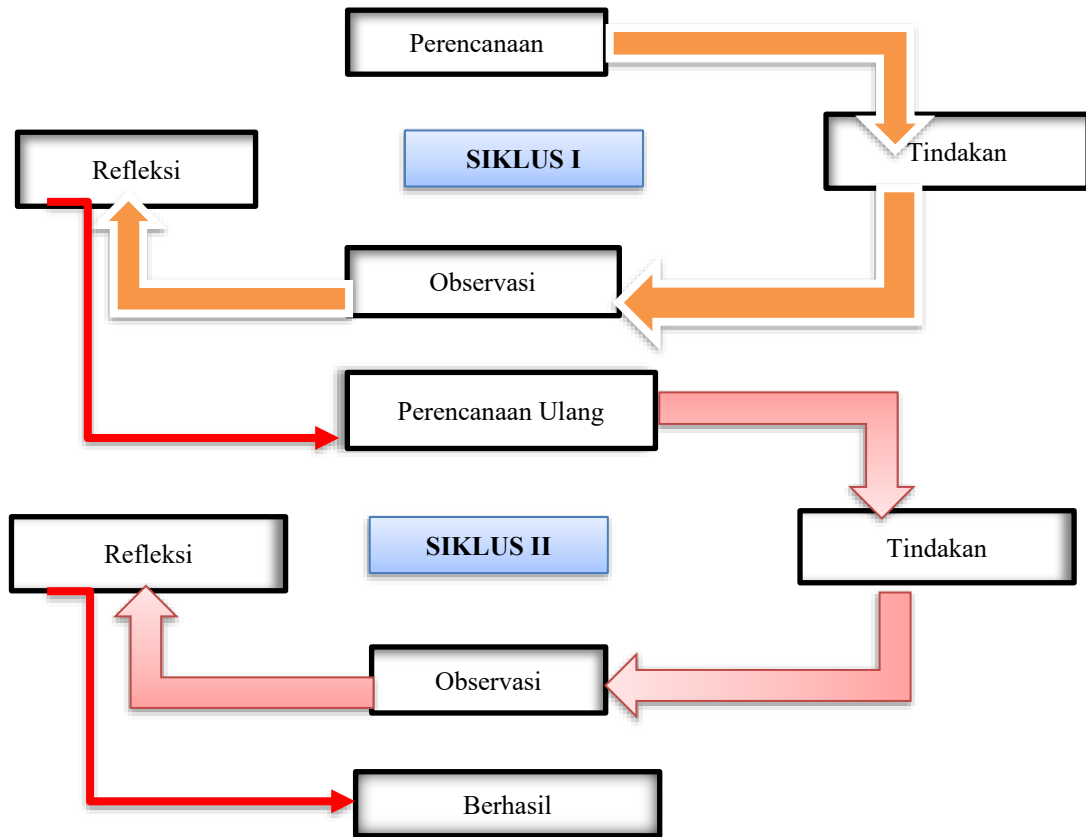 Perencanaan
Tindakan
SIKLUS I
Refleksi
Observasi
Perencanaan Ulang
Tindakan
SIKLUS II
Refleksi
Observasi
Berhasil